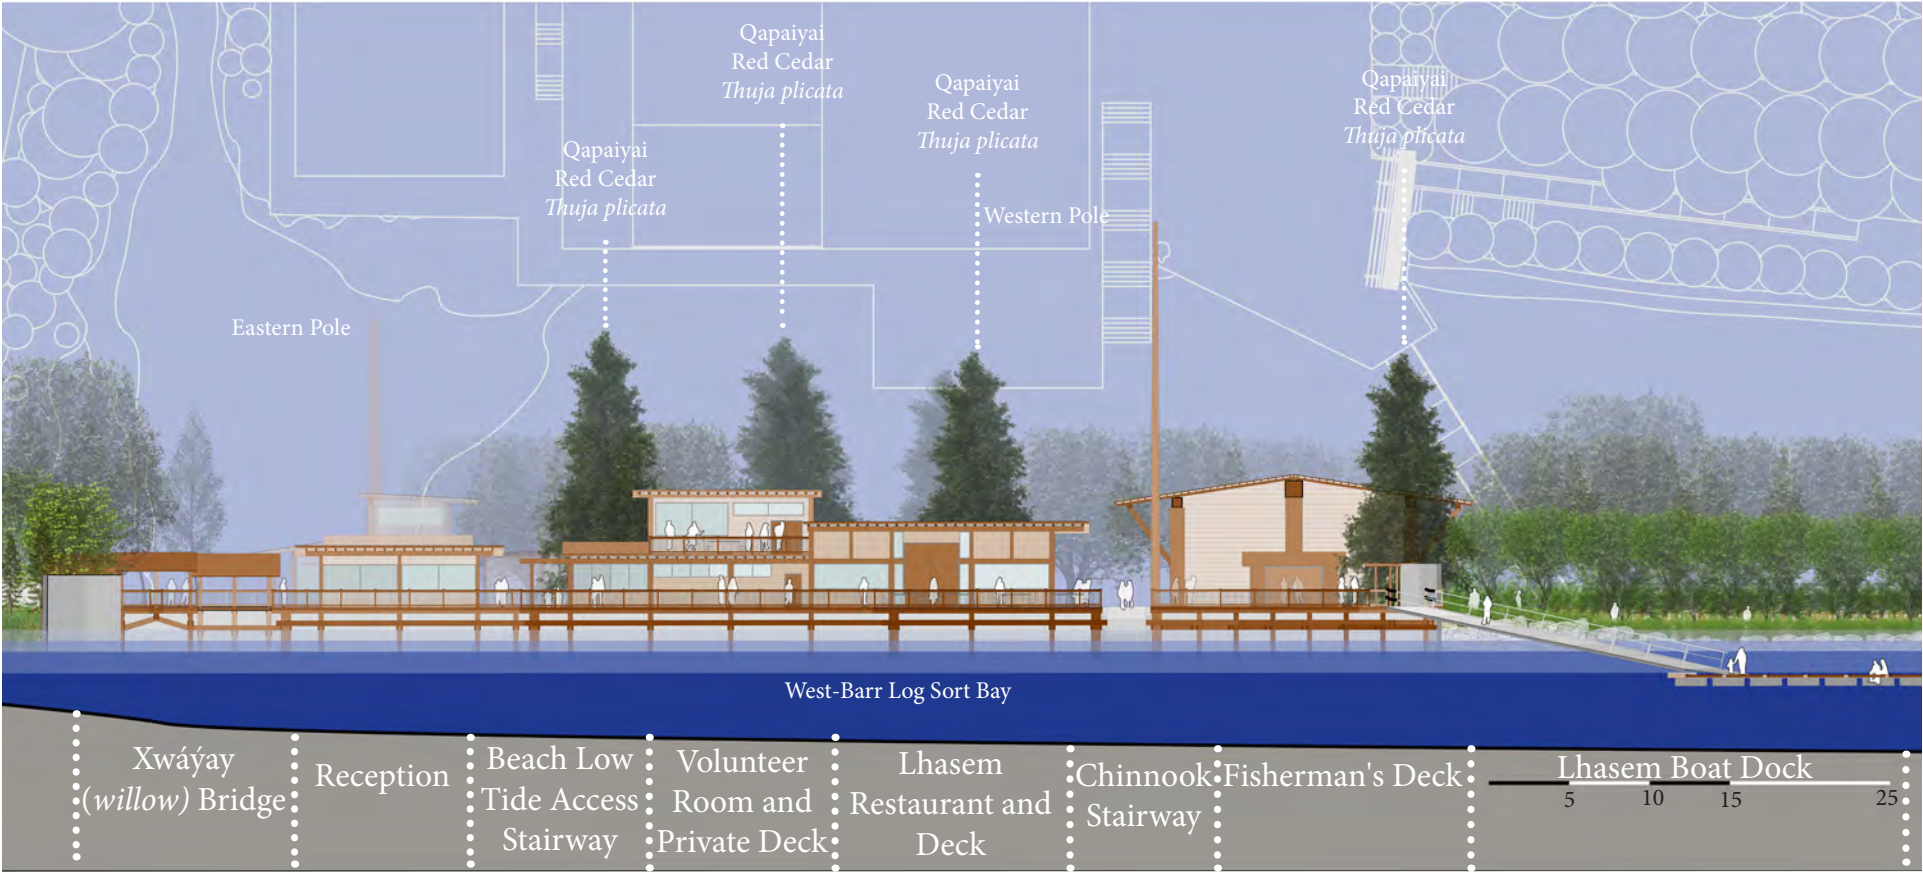 Qapaiyai
Red Cedar
Thuja plicata
Qapaiyai
Red Cedar
Thuja plicata
Qapaiyai
Red Cedar
Thuja plicata
Qapaiyai
Red Cedar
Thuja plicata
Western Pole
Eastern Pole
West-Barr Log Sort Bay
Xwáýay
(willow) Bridge
Reception
Beach Low
Tide Access
Stairway
Volunteer
Room and
Private Deck
Lhasem
Restaurant and
Deck
Chinnook
Stairway
Fisherman's Deck
Lhasem Boat Dock
5 10 15 25